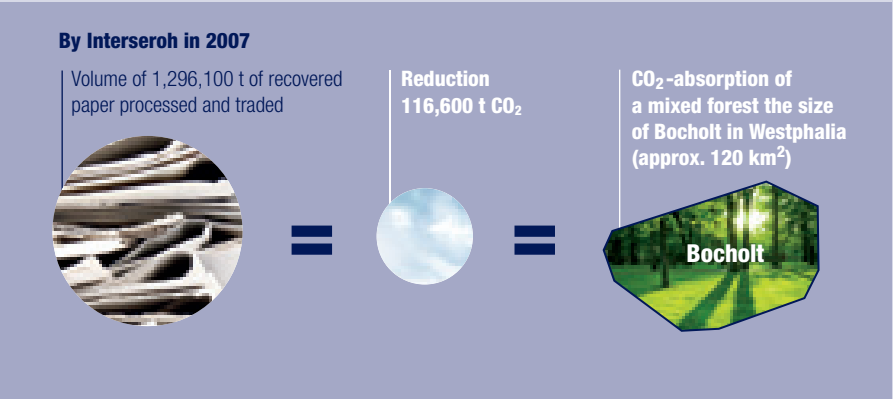 By Interseroh in 2007
Volume of 1,296,100 t of recovered
paper processed and traded
Reduction
116,600 t CO₂
CO₂-absorption of
a mixed forest the size
of Bocholt in Westphalia
(approx. 120 km²)
=
=
Bocholt